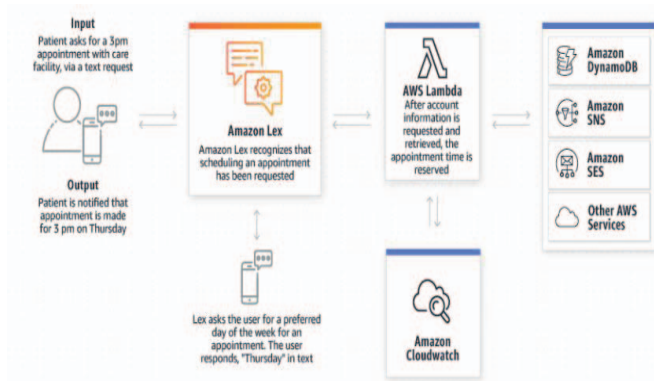 Input
Patient asks for a 3pm
appointment with care
facility, via a text request
Output
Patient is notified that
appointment is made
for 3 pm on Thursday
Amazon Lex
Amazon Lex recognizes that
scheduling an appointment
has been requested
Lex asks the user for a preferred
day of the week for an
appointment. The user
responds, "Thursday" in text
AWS Lambda
After account
information is
requested and
retrieved, the
appointment time is
reserved
Amazon
Cloudwatch
Amazon
DynamoDB
Amazon
SNS
Amazon
SES
Other AWS
Services